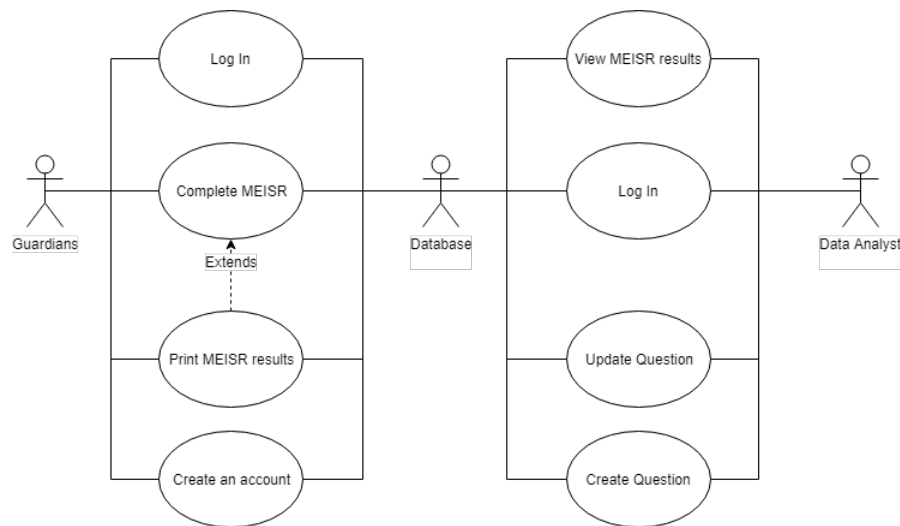 Log In
View MEISR results
Complete MEISR
Log In
Guardians
Database
Data Analyst
Extends
Print MEISR results
Update Question
Create an account
Create Question